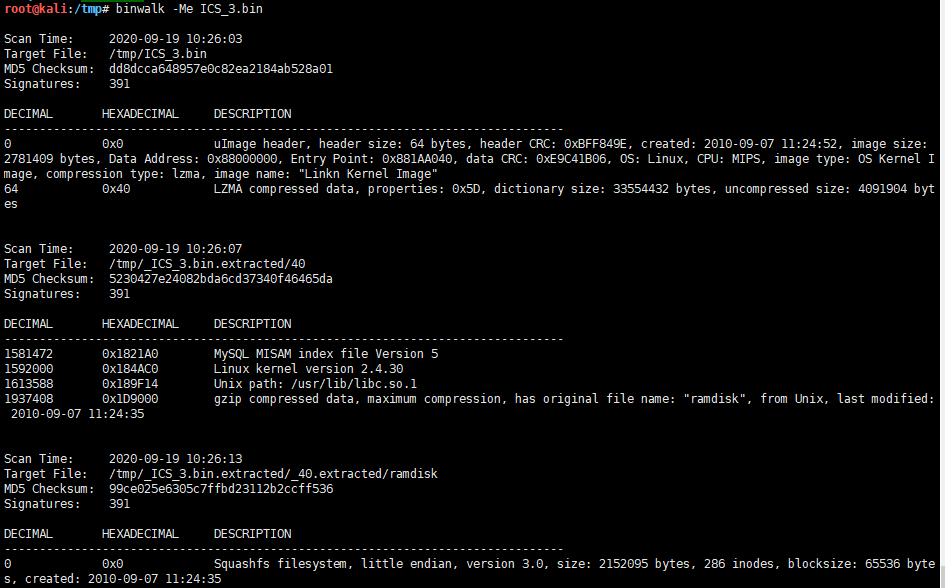 root@kali:/tmp# binwalk -Me ICS_3.bin
Scan Time:     2020-09-19 10:26:03
Target File:   /tmp/ICS_3.bin
MD5 Checksum:  dd8dcca648957e0c82ea2184ab528a01
Signatures:    391
DECIMAL       HEXADECIMAL     DESCRIPTION
--------------------------------------------------------------------------------
0             0x0             uImage header, header size: 64 bytes, header CRC: 0xBFF849E, created: 2010-09-07 11:24:52, image size:
2781409 bytes, Data Address: 0x88000000, Entry Point: 0x881AA040, data CRC: 0xE9C41B06, OS: Linux, CPU: MIPS, image type: OS Kernel I
mage, compression type: lzma, image name: "Linkn Kernel Image"
64            0x40            LZMA compressed data, properties: 0x5D, dictionary size: 33554432 bytes, uncompressed size: 4091904 byt
es
Scan Time:     2020-09-19 10:26:07
Target File:   /tmp/_ICS_3.bin.extracted/40
MD5 Checksum:  5230427e24082bda6cd37340f46465da
Signatures:    391
DECIMAL       HEXADECIMAL     DESCRIPTION
--------------------------------------------------------------------------------
1581472       0x1821A0        MySQL MISAM index file Version 5
1592000       0x184AC0        Linux kernel version 2.4.30
1613588       0x189F14        Unix path: /usr/lib/libc.so.1
1937408       0x1D9000        gzip compressed data, maximum compression, has original file name: "ramdisk", from Unix, last modified:
 2010-09-07 11:24:35
Scan Time:     2020-09-19 10:26:13
Target File:   /tmp/_ICS_3.bin.extracted/_40.extracted/ramdisk
MD5 Checksum:  99ce025e6305c7ffbd23112b2ccff536
Signatures:    391
DECIMAL       HEXADECIMAL     DESCRIPTION
--------------------------------------------------------------------------------
0             0x0             Squashfs filesystem, little endian, version 3.0, size: 2152095 bytes, 286 inodes, blocksize: 65536 byte
s, created: 2010-09-07 11:24:35